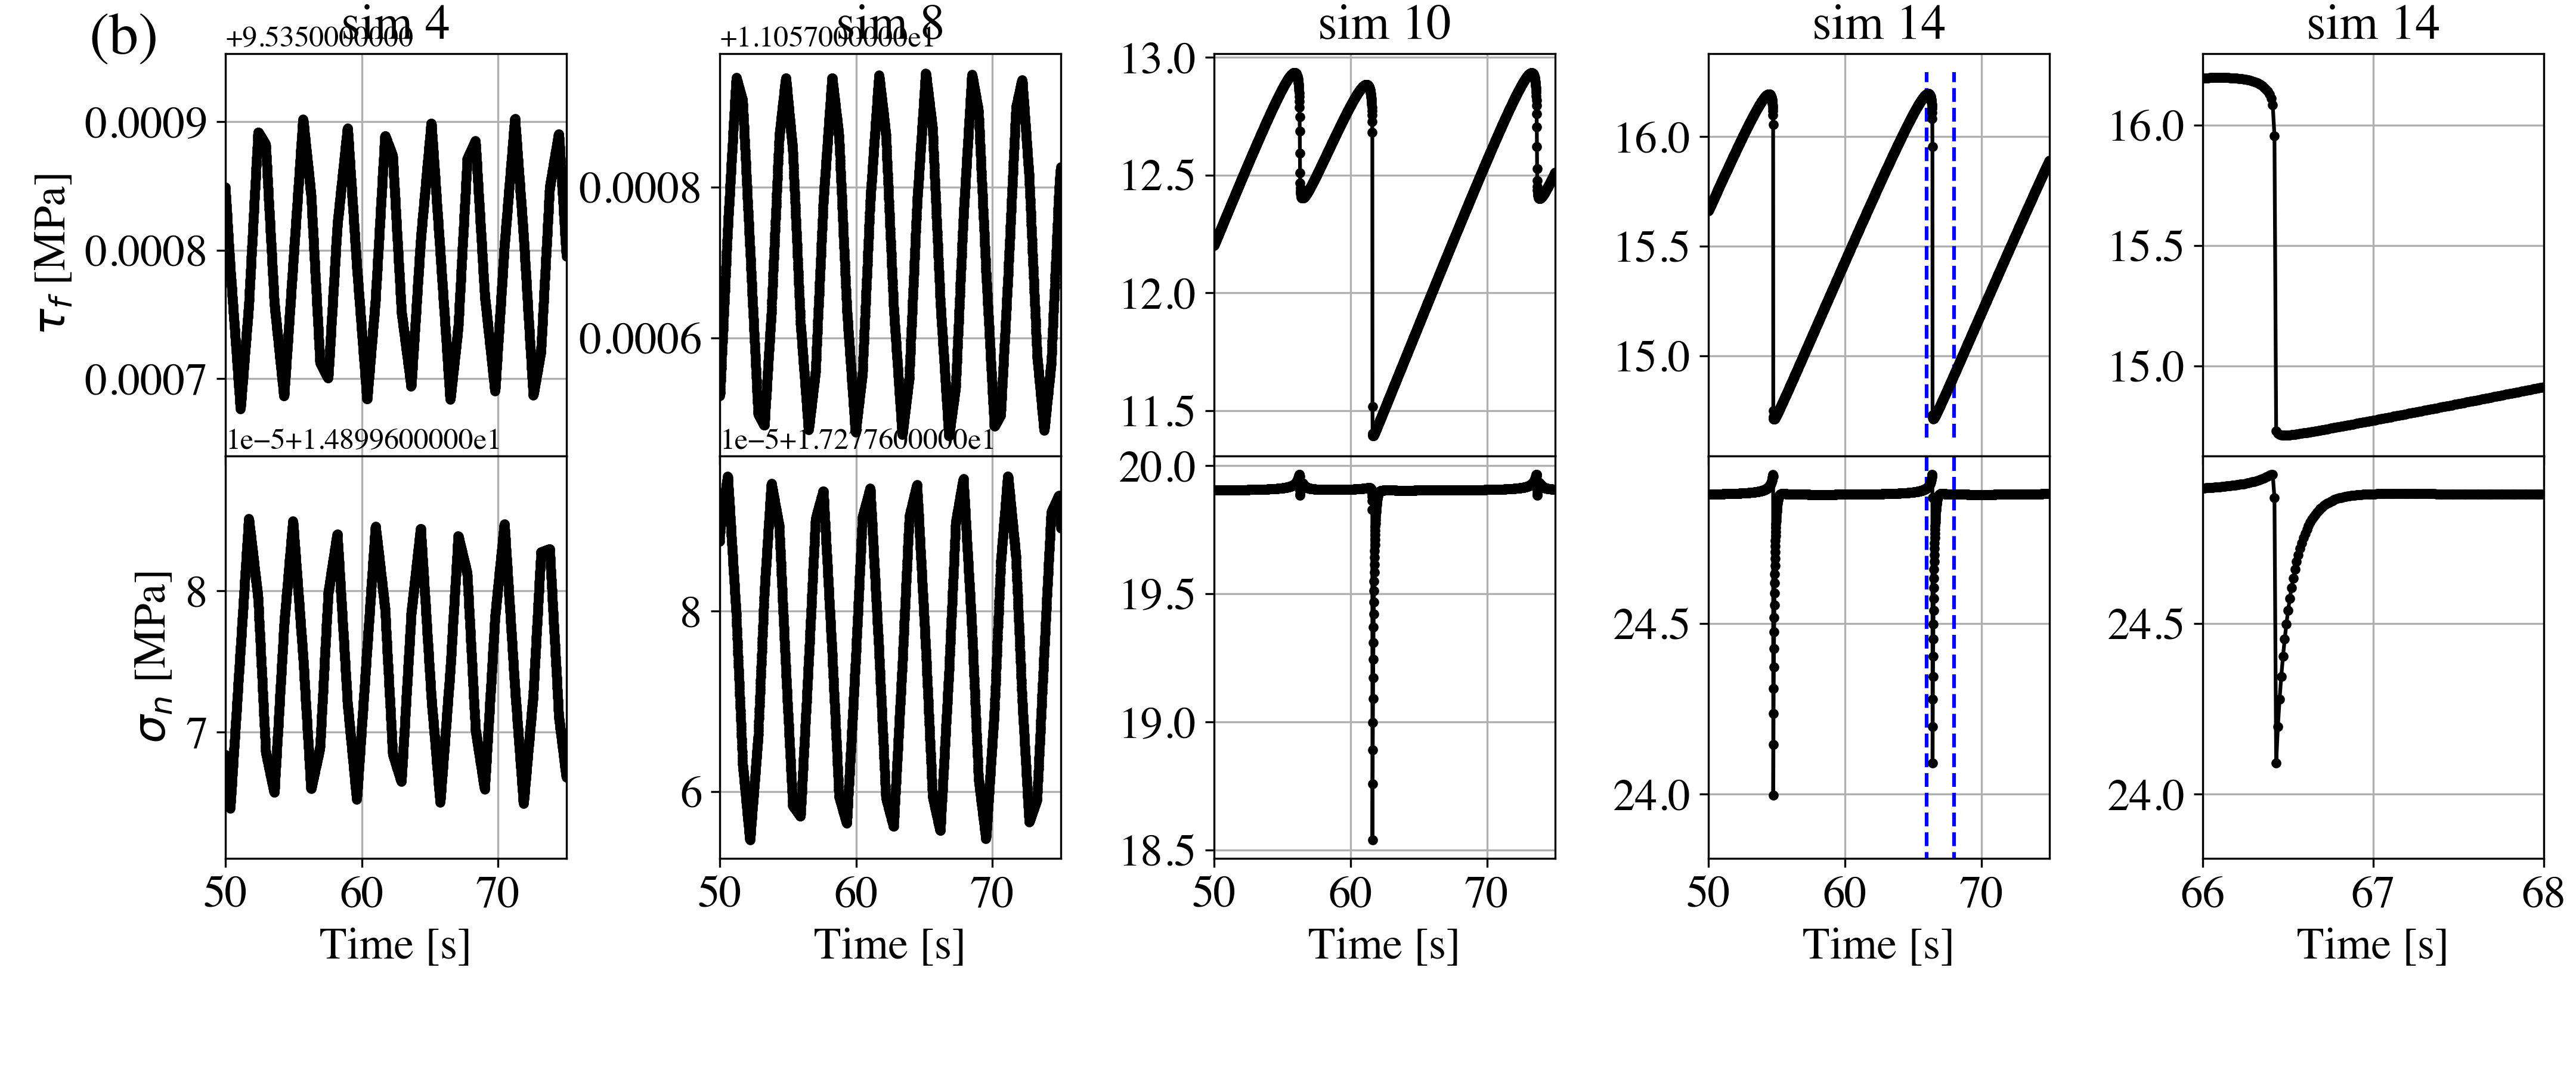 (b)
sim 4
sim 8
sim 10
sim 14
sim 14
+9.5350000000
+1.1057000000e1
τf [MPa]
0.0009
0.0008
0.0007
0.0008
0.0006
13.0
12.5
12.0
11.5
16.0
15.5
15.0
16.0
15.5
15.0
1e−5+1.4899600000e1
1e−5+1.7277600000e1
σn [MPa]
8
7
8
6
20.0
19.5
19.0
18.5
24.5
24.0
24.5
24.0
50 60 70
50 60 70
50 60 70
50 60 70
66 67 68
Time [s]
Time [s]
Time [s]
Time [s]
Time [s]